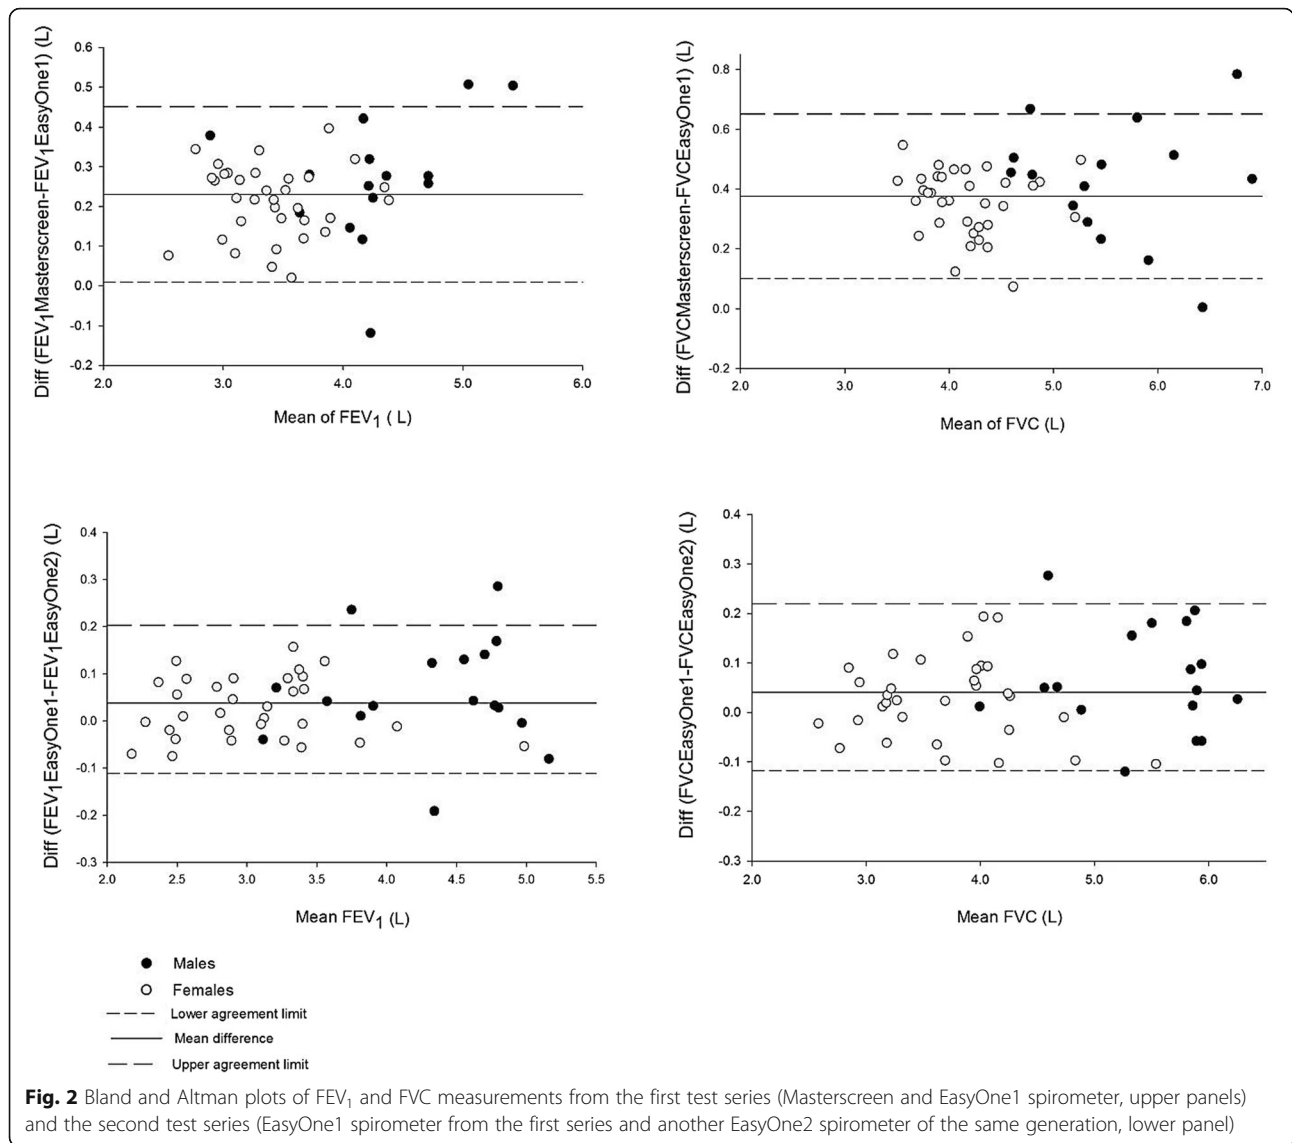 Diff (FEV1Masterscreen-FEV1EasyOne1) (L)
0.6
0.5
0.4
0.3
0.2
0.1
0.0
-0.1
-0.2
2.0 3.0 4.0 5.0 6.0
Mean of FEV1 ( L)
Diff (FVCMasterscreen-FVCEasyOne1) (L)
0.8
0.6
0.4
0.2
0.0
-0.2
2.0 3.0 4.0 5.0 6.0 7.0
Mean of FVC (L)
Diff (FEV1EasyOne1-FEV1EasyOne2) (L)
0.4
0.3
0.2
0.1
0.0
-0.1
-0.2
-0.3
2.0 2.5 3.0 3.5 4.0 4.5 5.0 5.5
Mean FEV1 (L)
Diff (FVCEasyOne1-FVCEasyOne2) (L)
0.4
0.3
0.2
0.1
0.0
-0.1
-0.2
-0.3
2.0 3.0 4.0 5.0 6.0
Mean FVC (L)
Males
Females
Lower agreement limit
Mean difference
Upper agreement limit
Fig. 2 Bland and Altman plots of FEV1 and FVC measurements from the first test series (Masterscreen and EasyOne1 spirometer, upper panels)
and the second test series (EasyOne1 spirometer from the first series and another EasyOne2 spirometer of the same generation, lower panel)